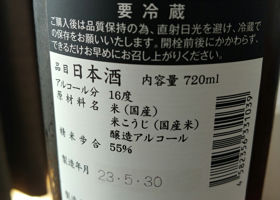 要冷蔵
ご購入後は品質保持の為、直射日光を避け、冷蔵で
の保存をお願いいたします。開栓前後にかかわらず、
できるだけお早めにお召し上がりください。
品目 日本酒 内容量 720ml
アルコール分 16度
原材料名 米(国産)
米こうじ(国産米)
醸造アルコール
精米歩合 55%
製造年月 23.5.30
4582356331039